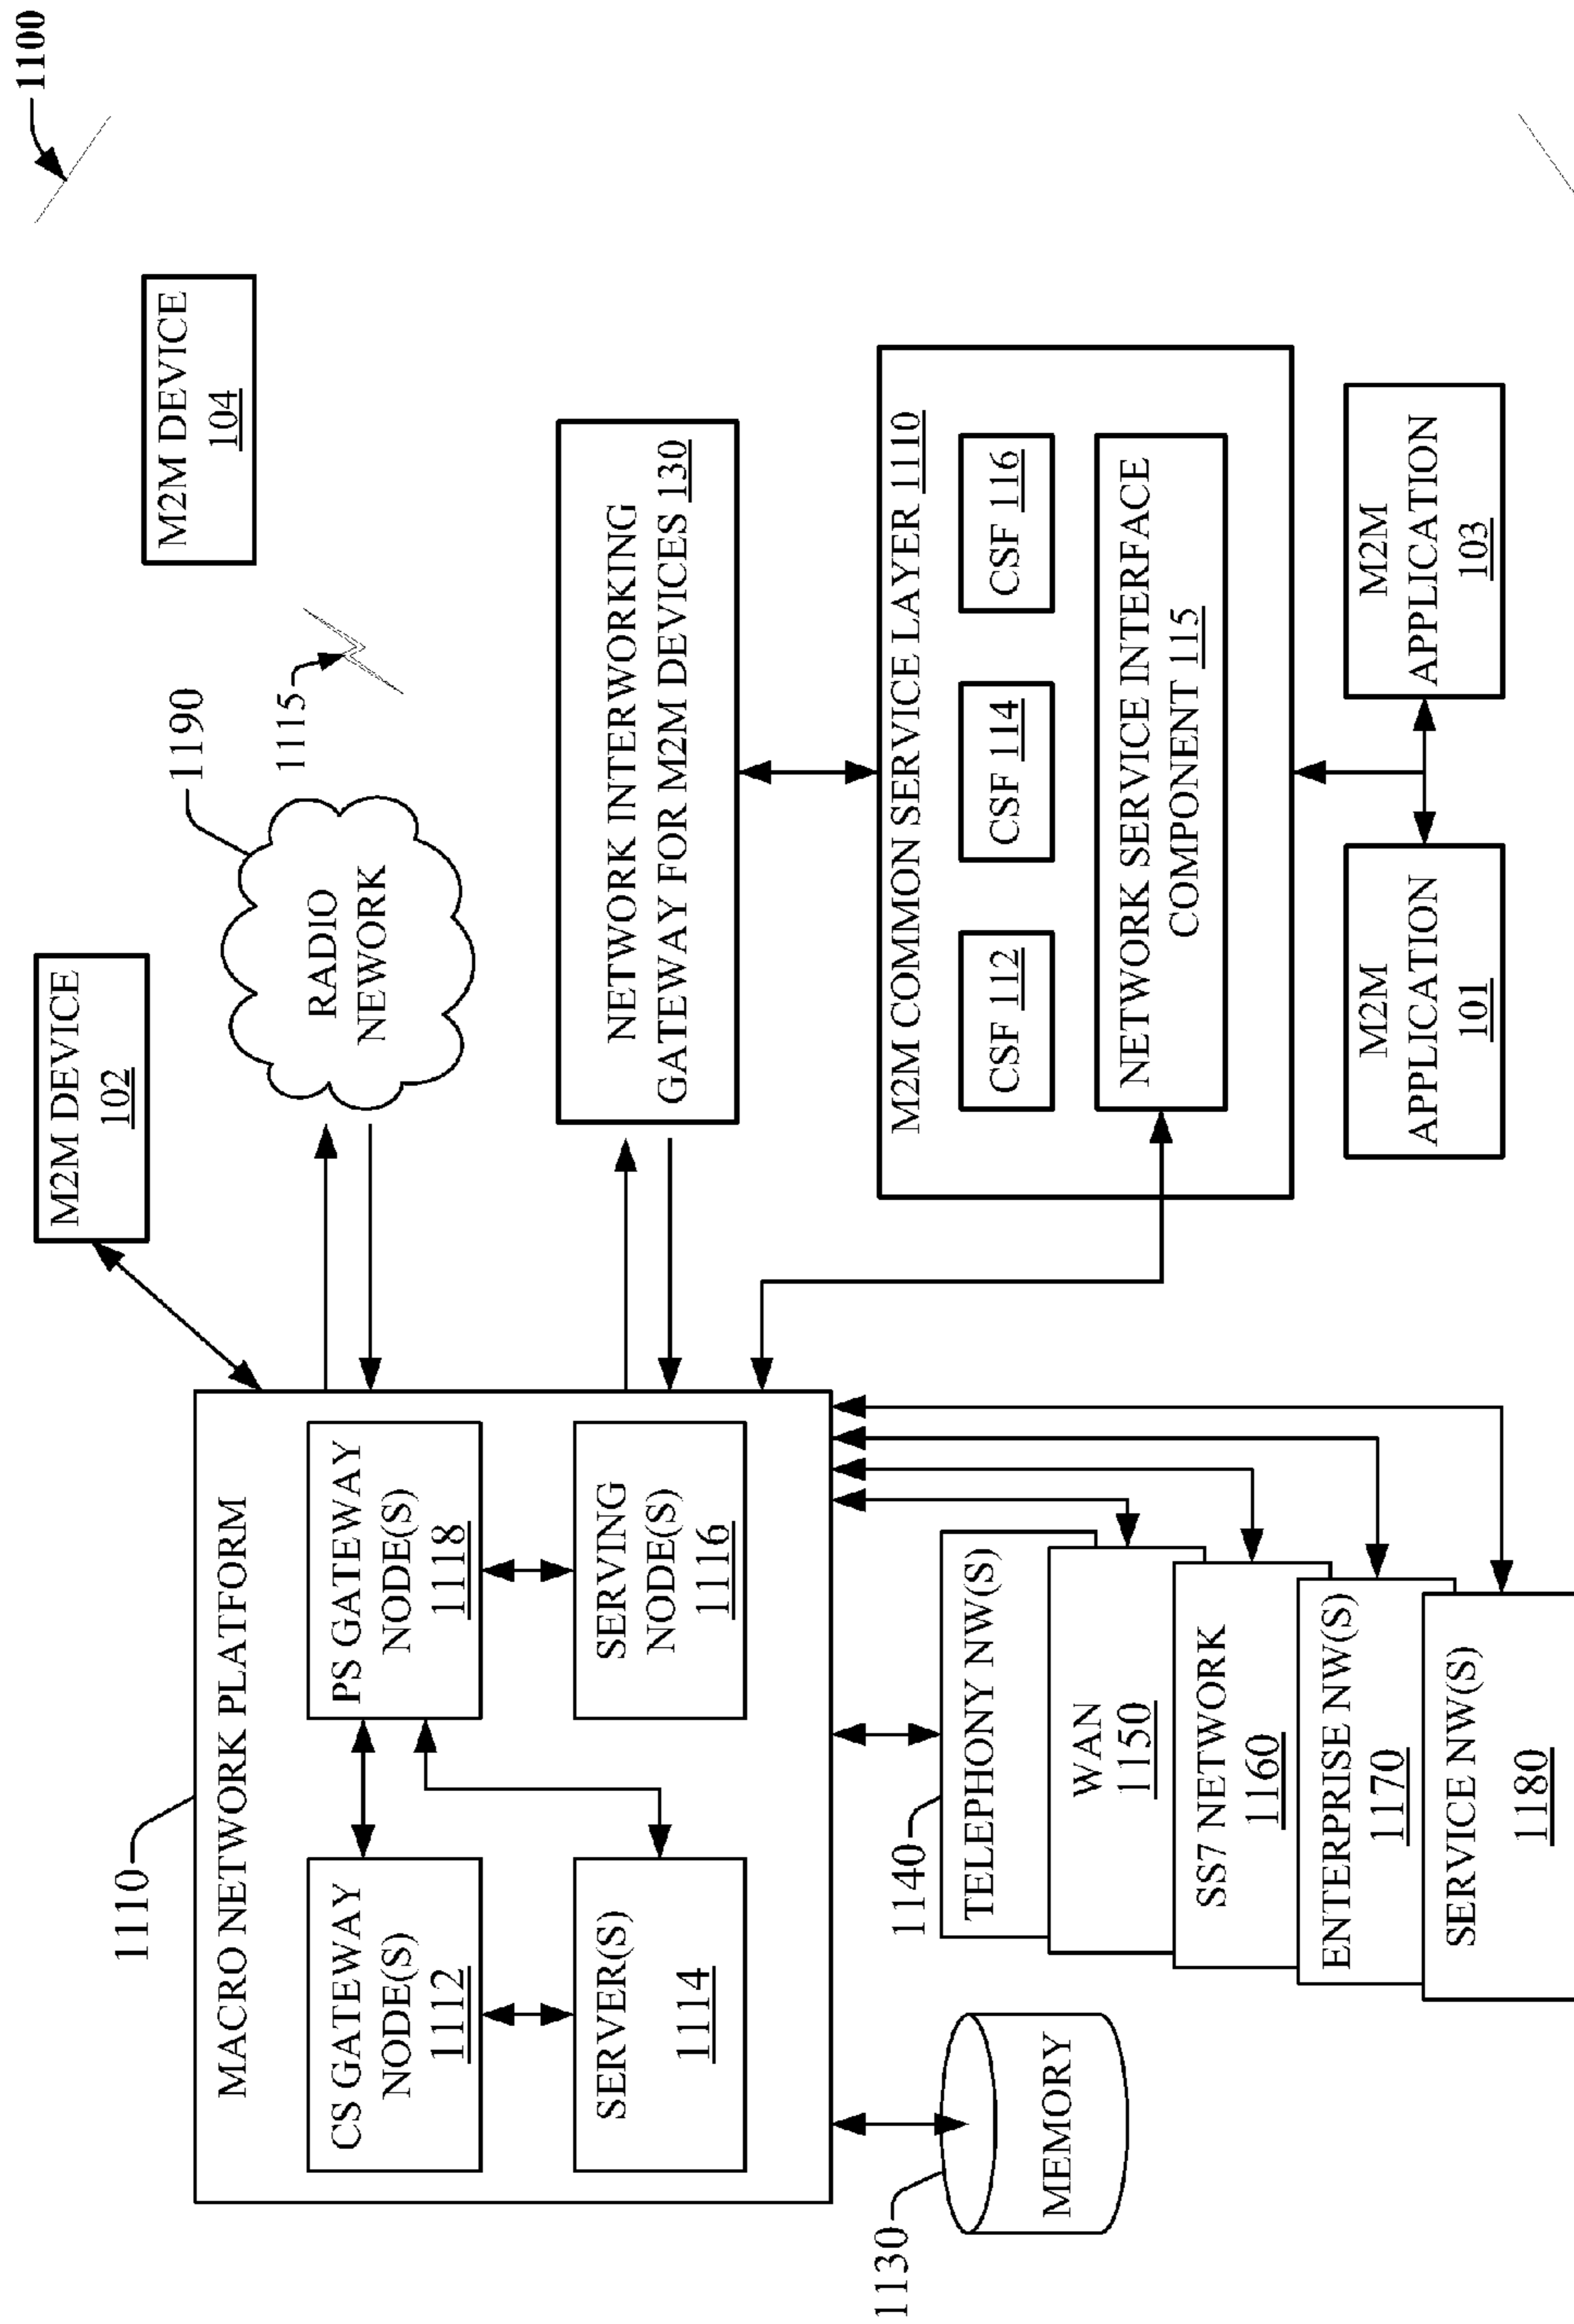 1100
M2M DEVICE
102
M2M DEVICE
104
1190
1115
RADIO
NEWORK
1110
MACRO NETWORK PLATFORM
CS GATEWAY
NODE(S)
1112
PS GATEWAY
NODE(S)
1118
SERVER(S)
1114
SERVING
NODE(S)
1116
NETWORK INTERWORKING
GATEWAY FOR M2M DEVICES 130
M2M COMMON SERVICE LAYER 1110
CSF 112
CSF 114
CSF 116
NETWORK SERVICE INTERFACE
COMPONENT 115
M2M
APPLICATION
101
M2M
APPLICATION
103
1130
MEMORY
1140
TELEPHONY NW(S)
WAN
1150
SS7 NETWORK
1160
ENTERPRISE NW(S)
1170
SERVICE NW(S)
1180